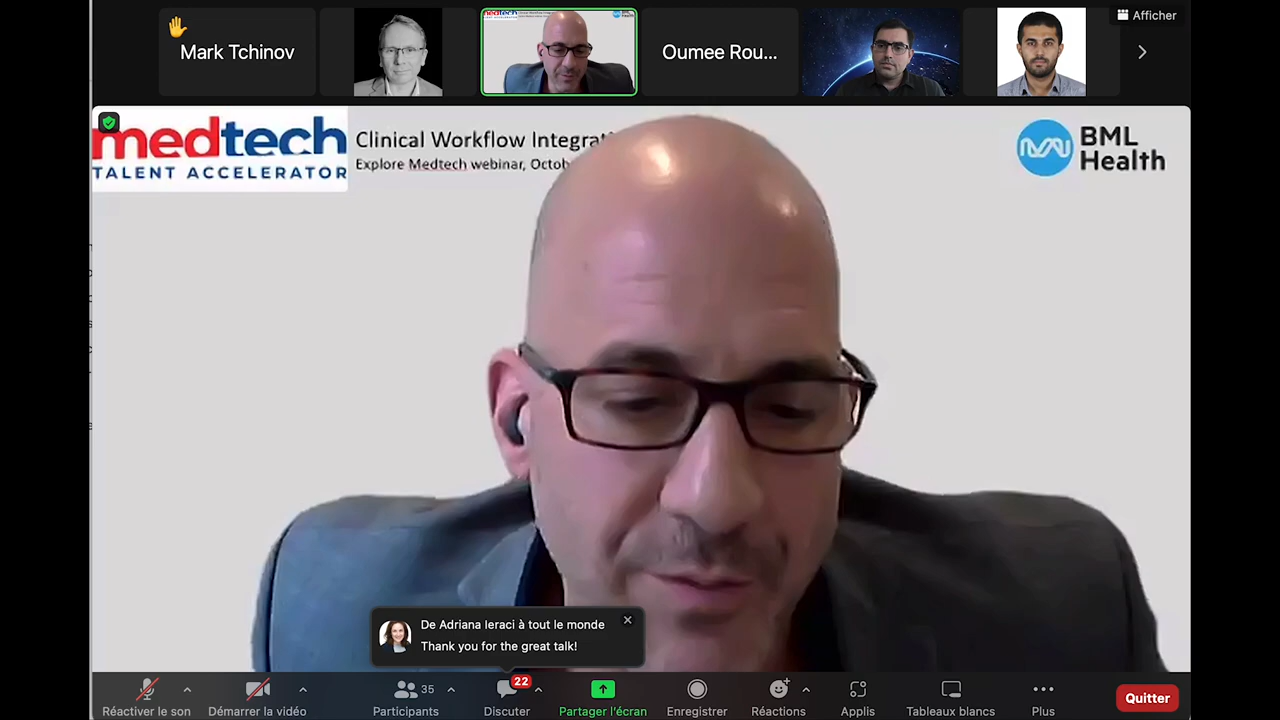 Afficher
Mark Tchinov
Oumee Rou...
medtech
TALENT ACCELERATOR
Clinical Workflow
Explore Medtech webinar,
BML
Health
De Adriana Ieraci à tout le monde
Thank you for the great talk!
22
35
Réactiver le son
Démarrer la vidéo
Participants
Discuter
Partager l'écran
Enregistrer
Réactions
Applis
Tableaux blancs
Plus
Quitter